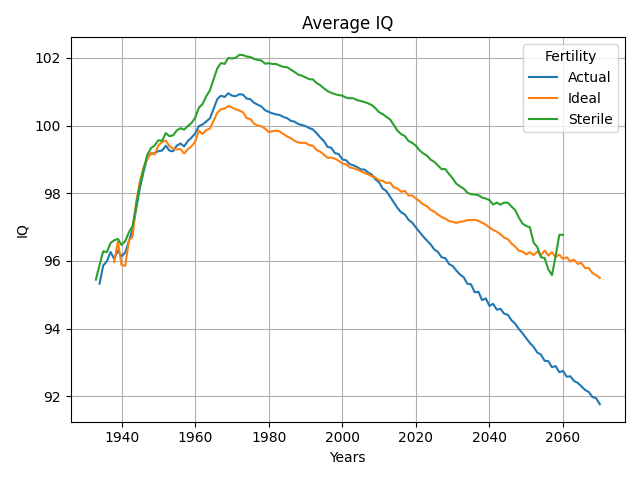 Average IQ
102
100
98
96
94
92
IQ
Fertility
Actual
Ideal
Sterile
1940 1960 1980 2000 2020 2040 2060
Years